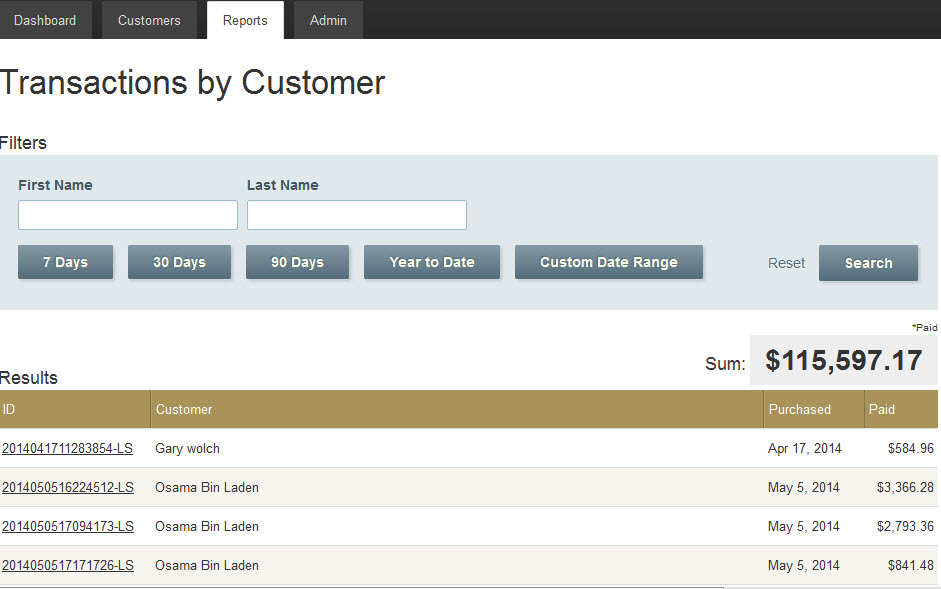 Dashboard Customers Reports Admin
Transactions by Customer
Filters
First Name Last Name
7 Days 30 Days 90 Days Year to Date Custom Date Range Reset Search
*Paid
Sum: $115,597.17
Results
ID Customer Purchased Paid
2014041711283854-LS Gary wolch Apr 17, 2014 $584.96
2014050516224512-LS Osama Bin Laden May 5, 2014 $3,366.28
2014050517094173-LS Osama Bin Laden May 5, 2014 $2,793.36
2014050517171726-LS Osama Bin Laden May 5, 2014 $841.48